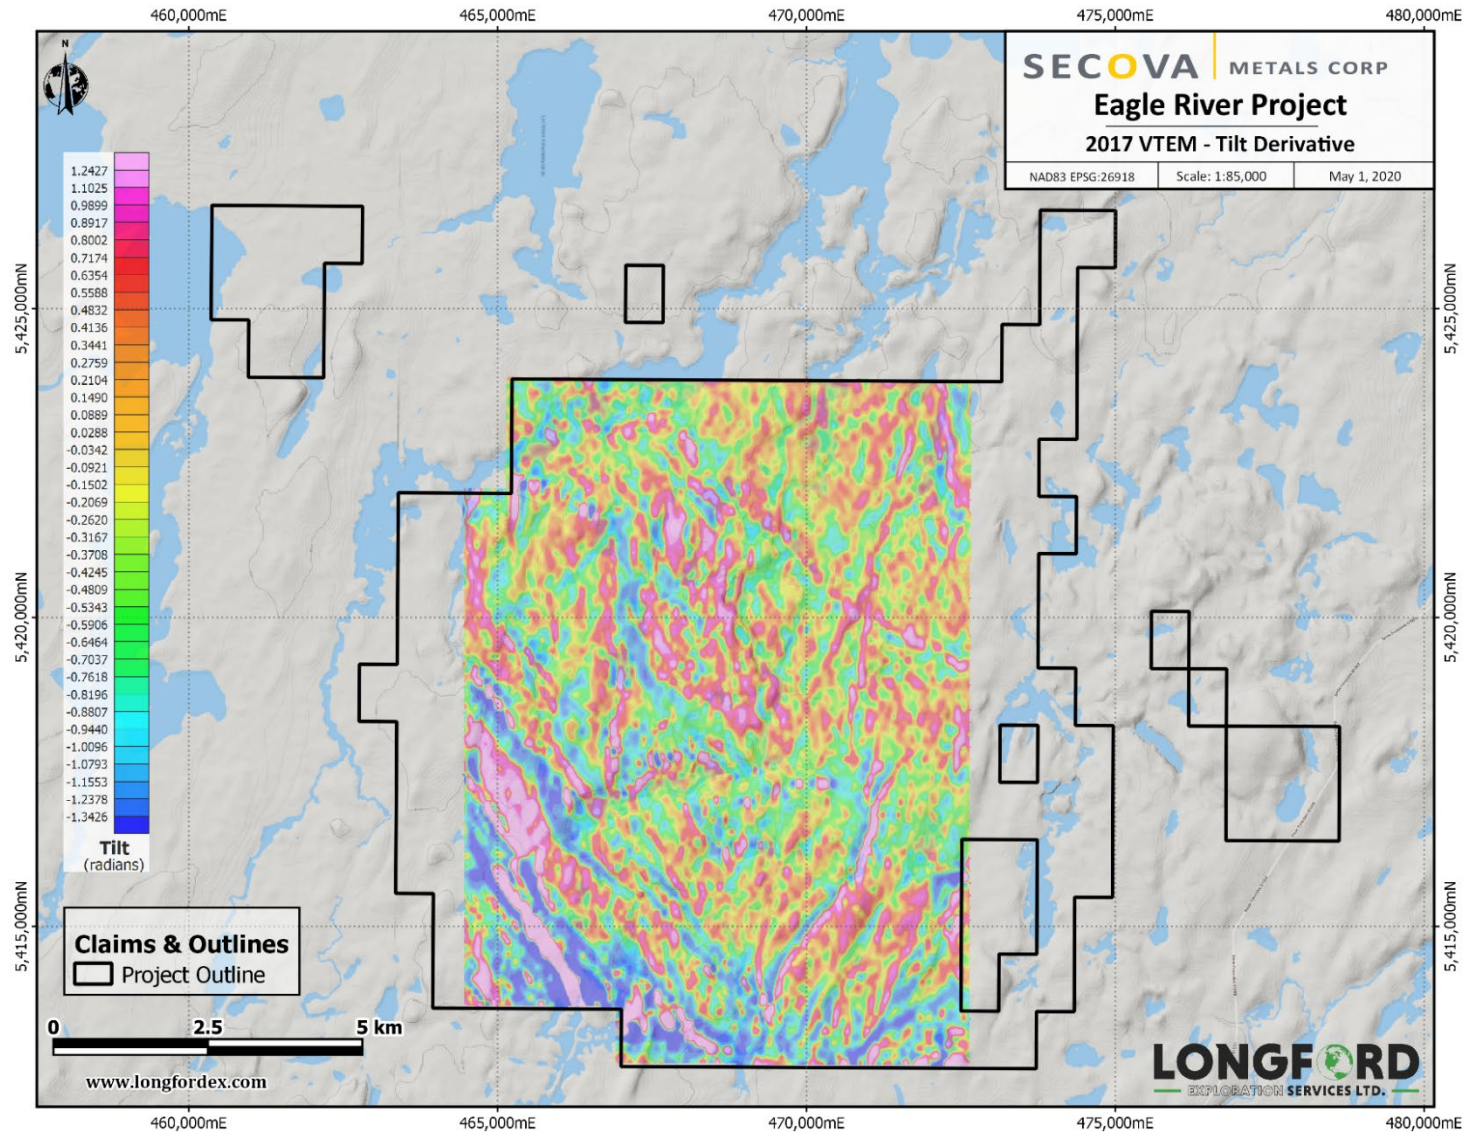 460,000mE 465,000mE 470,000mE 475,000mE 480,000mE
N
SECOVA METALS CORP
Eagle River Project
2017 VTEM - Tilt Derivative
NAD83 EPSG:26918 Scale: 1:85,000 May 1, 2020
1.2427
1.1025
0.9899
0.8917
0.8002
0.7174
0.6354
0.5588
0.4832
0.4136
0.3441
0.2759
0.2104
0.1490
0.0889
0.0288
-0.0342
-0.0921
-0.1502
-0.2069
-0.2620
-0.3167
-0.3708
-0.4245
-0.4809
-0.5343
-0.5906
-0.6464
-0.7037
-0.7618
-0.8196
-0.8807
-0.9440
-1.0096
-1.0793
-1.1553
-1.2378
-1.3426
Tilt
(radians)
5,425,000mN
5,420,000mN
5,415,000mN
5,425,000mN
5,420,000mN
5,415,000mN
Claims & Outlines
Project Outline
0 2.5 5 km
www.longfordex.com
LONGFORD
EXPLORATION SERVICES LTD.
460,000mE 465,000mE 470,000mE 475,000mE 480,000mE